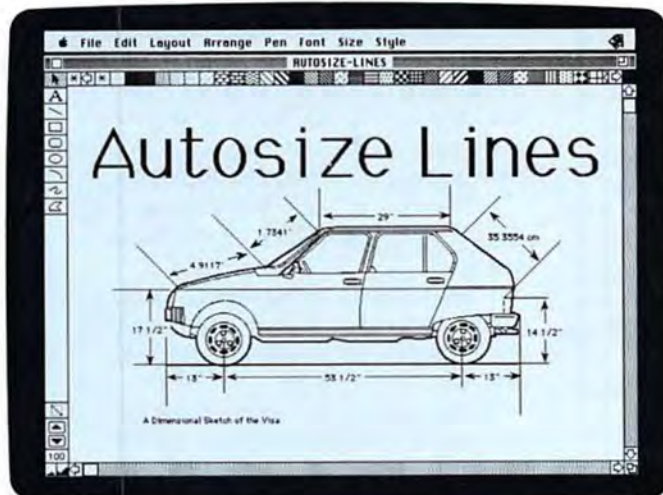 File Edit Layout Arrange Pen Font Size Style
AUTOSIZE-LINES
A
Autosize Lines
29"
1.7341"
35.3554 cm
4.9117"
17 1/2"
14 1/2"
13"
53 1/2"
13"
A Dimensional Sketch of the Visa
100